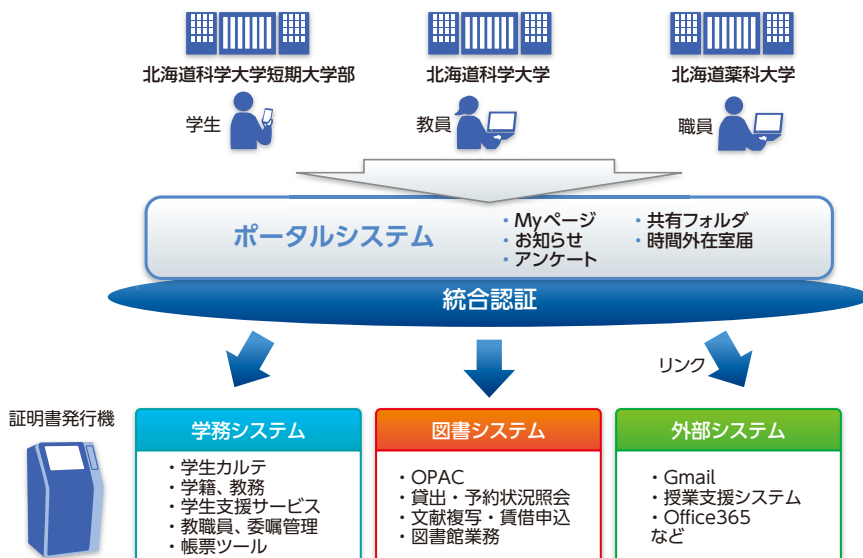 北海道科学大学短期大学部
北海道科学大学
北海道薬科大学
学生
教員
職員
ポータルシステム
・Myページ
・お知らせ
・アンケート
・共有フォルダ
・時間外在室届
統合認証
リンク
証明書発行機
学務システム
・学生カルテ
・学籍、教務
・学生支援サービス
・教職員、委嘱管理
・帳票ツール
図書システム
・OPAC
・貸出・予約状況照会
・文献複写・賃借申込
・図書館業務
外部システム
・Gmail
・授業支援システム
・Office365
など